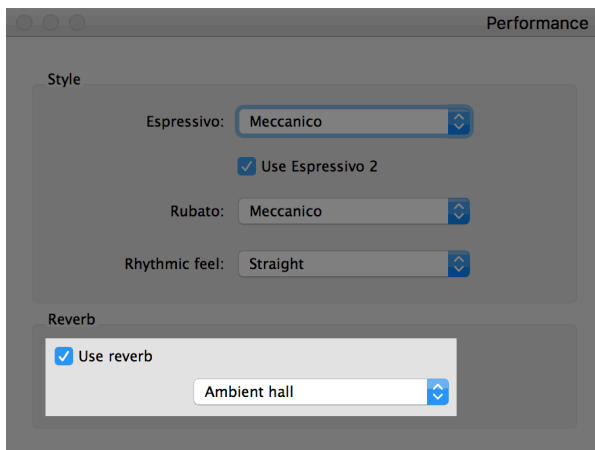 Performance
Style
Espressivo: Meccanico
Use Espressivo 2
Rubato: Meccanico
Rhythmic feel: Straight
Reverb
Use reverb
Ambient hall